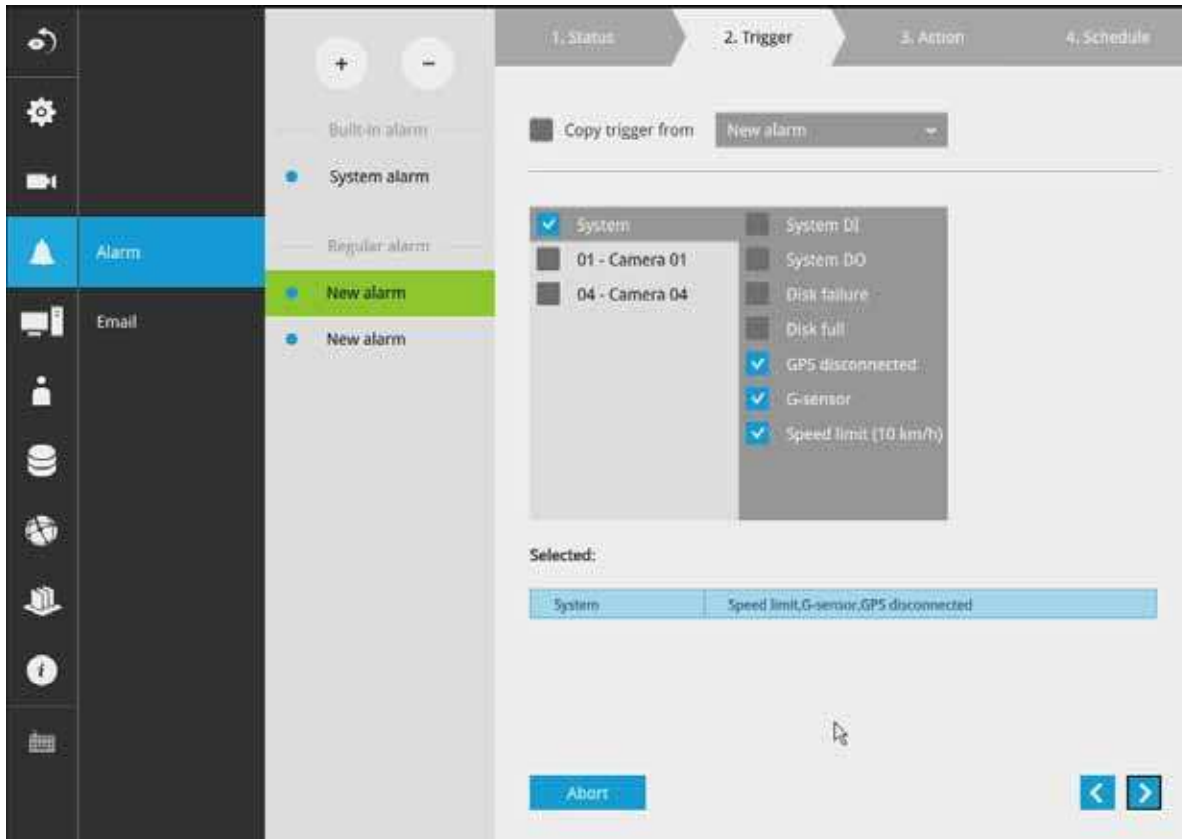 1. Status
2. Trigger
3. Action
4. Schedule
Built-in alarm
System alarm
Regular alarm
New alarm
New alarm
Alarm
Email
Copy trigger from
New alarm
System
01 - Camera 01
04 - Camera 04
System DI
System DO
Disk failure
Disk full
GPS disconnected
G-sensor
Speed limit (10 km/h)
Selected:
System
Speed limit,G-sensor,GPS disconnected
Abort